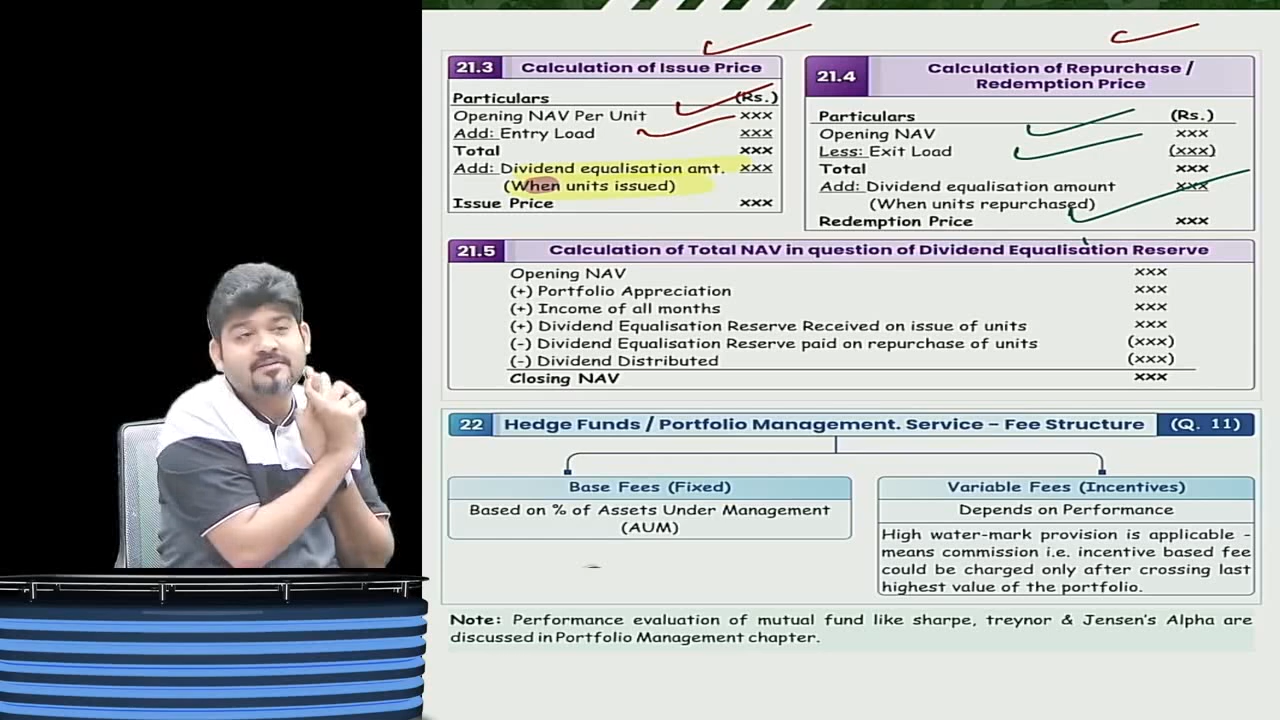 21.3 Calculation of Issue Price
Particulars (Rs.)
Opening NAV Per Unit xxx
Add: Entry Load xxx
Total xxx
Add: Dividend equalisation amt. xxx
(When units issued)
Issue Price xxx
21.4 Calculation of Repurchase /
Redemption Price
Particulars (Rs.)
Opening NAV xxx
Less: Exit Load (xxx)
Total xxx
Add: Dividend equalisation amount xxx
(When units repurchased)
Redemption Price xxx
21.5 Calculation of Total NAV in question of Dividend Equalisation Reserve
Opening NAV xxx
(+) Portfolio Appreciation xxx
(+) Income of all months xxx
(+) Dividend Equalisation Reserve Received on issue of units xxx
(-) Dividend Equalisation Reserve paid on repurchase of units (xxx)
(-) Dividend Distributed (xxx)
Closing NAV xxx
22 Hedge Funds / Portfolio Management. Service – Fee Structure (Q. 11)
Base Fees (Fixed)
Based on % of Assets Under Management
(AUM)
Variable Fees (Incentives)
Depends on Performance
High water-mark provision is applicable -
means commission i.e. incentive based fee
could be charged only after crossing last
highest value of the portfolio.
Note: Performance evaluation of mutual fund like sharpe, treynor & Jensen's Alpha are
discussed in Portfolio Management chapter.